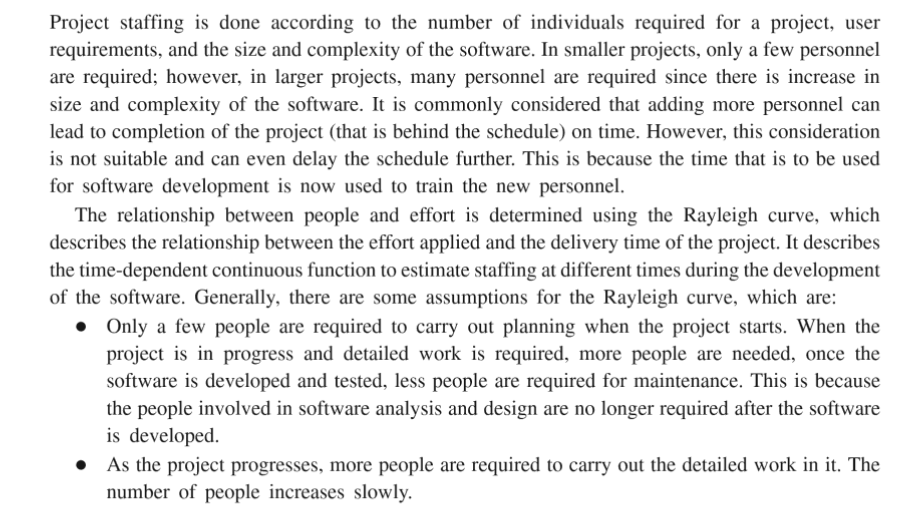 Project staffing is done according to the number of individuals required for a project, user
requirements, and the size and complexity of the software. In smaller projects, only a few personnel
are required; however, in larger projects, many personnel are required since there is increase in
size and complexity of the software. It is commonly considered that adding more personnel can
lead to completion of the project (that is behind the schedule) on time. However, this consideration
is not suitable and can even delay the schedule further. This is because the time that is to be used
for software development is now used to train the new personnel.
The relationship between people and effort is determined using the Rayleigh curve, which
describes the relationship between the effort applied and the delivery time of the project. It describes
the time-dependent continuous function to estimate staffing at different times during the development
of the software. Generally, there are some assumptions for the Rayleigh curve, which are:
● Only a few people are required to carry out planning when the project starts. When the
project is in progress and detailed work is required, more people are needed, once the
software is developed and tested, less people are required for maintenance. This is because
the people involved in software analysis and design are no longer required after the software
is developed.
● As the project progresses, more people are required to carry out the detailed work in it. The
number of people increases slowly.